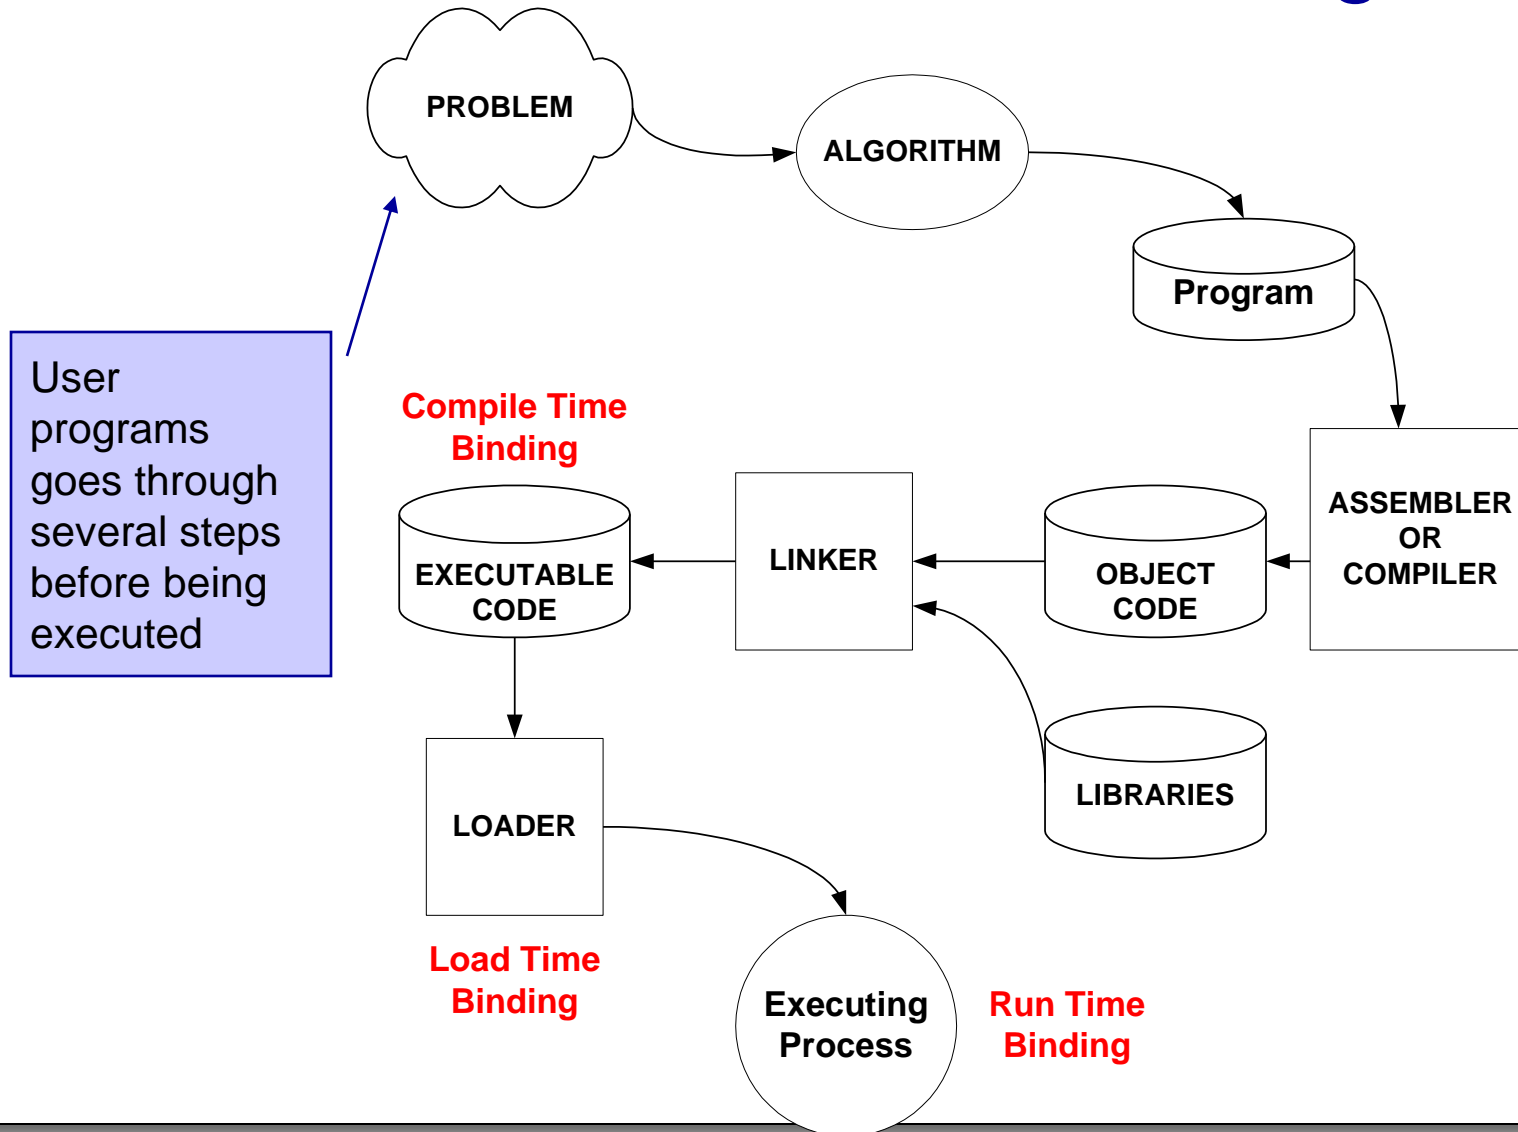 PROBLEM
ALGORITHM
Program
User
programs
goes through
several steps
before being
executed
Compile Time
Binding
EXECUTABLE
CODE
LINKER
OBJECT
CODE
ASSEMBLER
OR
COMPILER
LIBRARIES
LOADER
Load Time
Binding
Executing
Process
Run Time
Binding